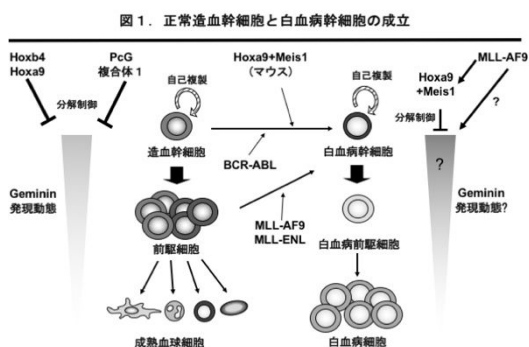 図1. 正常造血幹細胞と白血病幹細胞の成立
Hoxb4
Hoxa9
PcG
複合体1
分解制御
Geminin
発現動態
自己複製
造血幹細胞
前駆細胞
成熟血球細胞
Hoxa9+Meis1
(マウス)
BCR-ABL
MLL-AF9
MLL-ENL
自己複製
白血病幹細胞
白血病前駆細胞
白血病細胞
MLL-AF9
Hoxa9
+Meis1
?
分解制御
?
Geminin
発現動態?